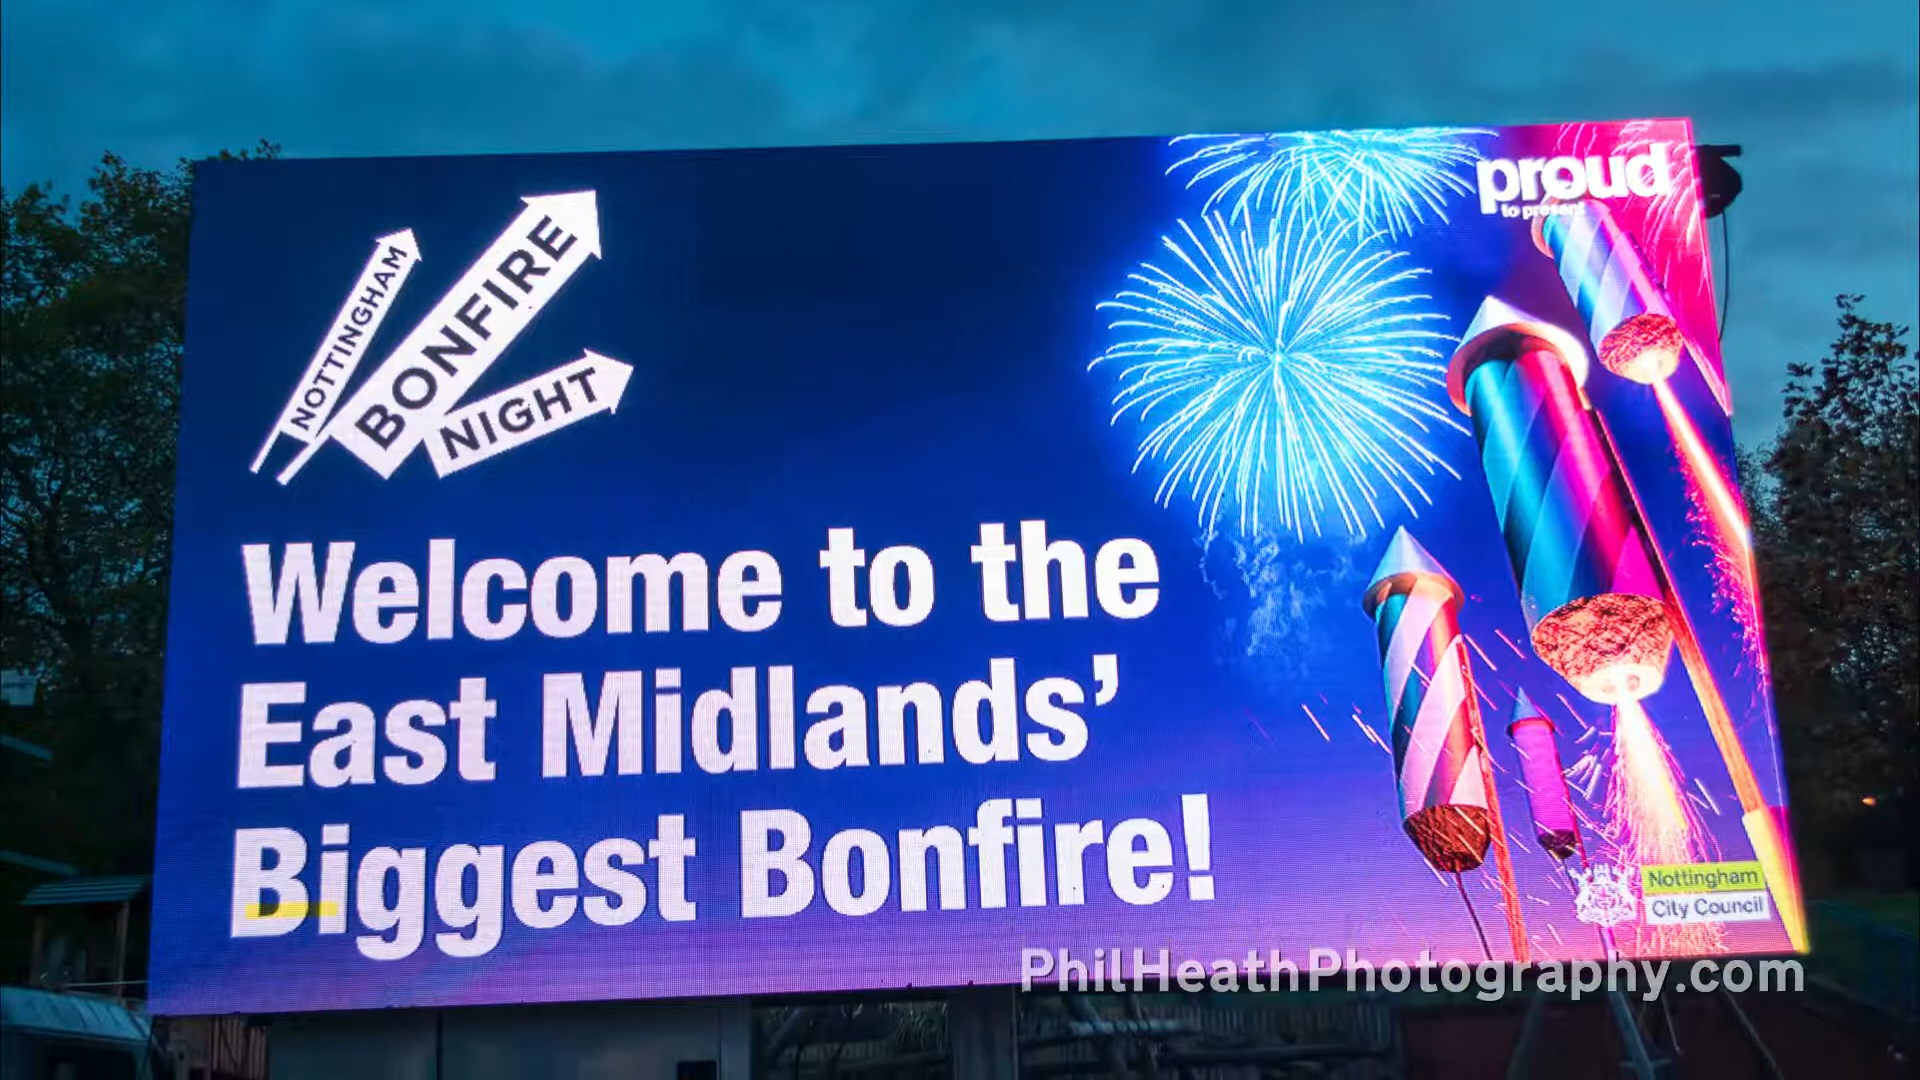 proud
to present
NOTTINGHAM
BONFIRE
NIGHT
Welcome to the
East Midlands’
Biggest Bonfire!
Nottingham
City Council
PhilHeathPhotography.com